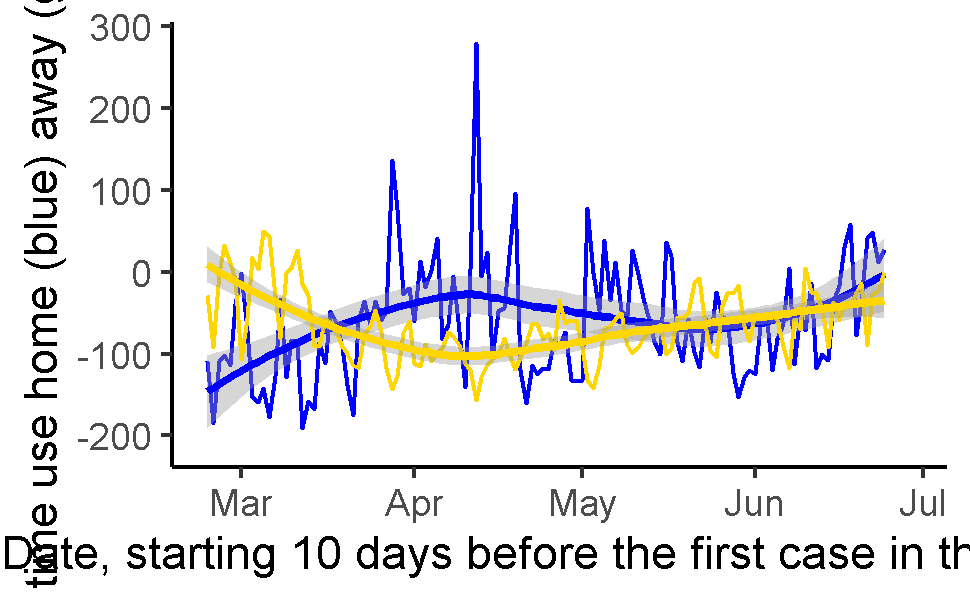 300
200
100
0
-100
-200
time use home (blue) away (
Mar Apr May Jun Jul
Date, starting 10 days before the first case in th